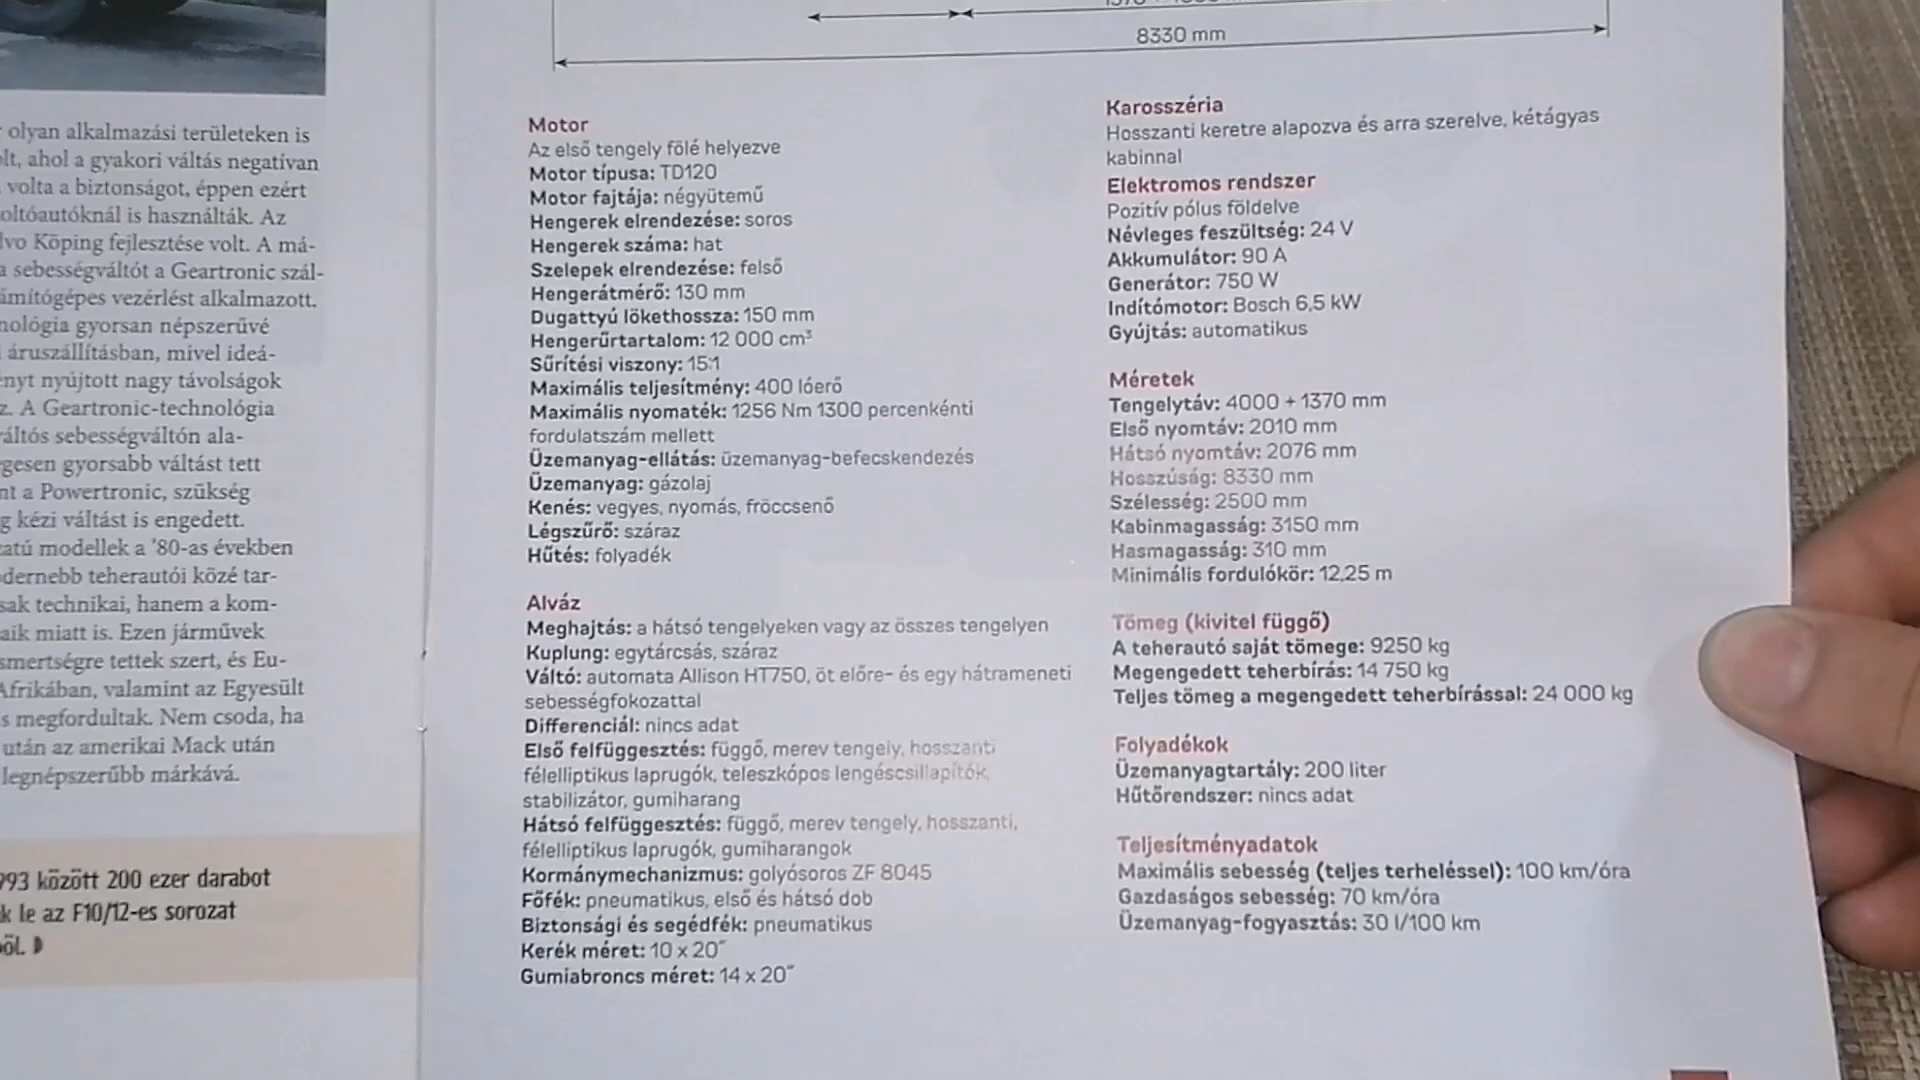 8330 mm
olyan alkalmazási területeken is
olt, ahol a gyakori váltás negatívan
volta a biztonságot, éppen ezért
oltóautóknál is használták. Az
lvo Köping fejlesztése volt. A má-
a sebességváltót a Geartronic szál-
ámítógépes vezérlést alkalmazott.
nológia gyorsan népszerűvé
áruszállításban, mivel ideá-
ényt nyújtott nagy távolságok
z. A Geartronic-technológia
váltós sebességváltón ala-
gesen gyorsabb váltást tett
nt a Powertronic, szükség
g kézi váltást is engedett.
zatú modellek a '80-as években
dernebb teherautói közé tar-
sak technikai, hanem a kom-
aik miatt is. Ezen járművek
smertségre tettek szert, és Eu-
Afrikában, valamint az Egyesült
s megfordultak. Nem csoda, ha
után az amerikai Mack után
legnépszerűbb márkává.
993 között 200 ezer darabot
k le az F10/12-es sorozat
ből.
Motor
Az első tengely fölé helyezve
Motor típusa: TD120
Motor fajtája: négyütemű
Hengerek elrendezése: soros
Hengerek száma: hat
Szelepek elrendezése: felső
Hengerátmérő: 130 mm
Dugattyú lökethossza: 150 mm
Hengerűrtartalom: 12 000 cm³
Sűrítési viszony: 15:1
Maximális teljesítmény: 400 lóerő
Maximális nyomaték: 1256 Nm 1300 percenkénti
fordulatszám mellett
Üzemanyag-ellátás: üzemanyag-befecskendezés
Üzemanyag: gázolaj
Kenés: vegyes, nyomás, fröccsenő
Légszűrő: száraz
Hűtés: folyadék
Alváz
Meghajtás: a hátsó tengelyeken vagy az összes tengelyen
Kuplung: egytárcsás, száraz
Váltó: automata Allison HT750, öt előre- és egy hátrameneti
sebességfokozattal
Differenciál: nincs adat
Első felfüggesztés: függő, merev tengely, hosszanti
félelliptikus laprugók, teleszkópos lengéscsillapítók,
stabilizátor, gumiharang
Hátsó felfüggesztés: függő, merev tengely, hosszanti,
félelliptikus laprugók, gumiharangok
Kormánymechanizmus: golyósoros ZF 8045
Főfék: pneumatikus, első és hátsó dob
Biztonsági és segédfék: pneumatikus
Kerék méret: 10 x 20˝
Gumiabroncs méret: 14 x 20˝
Karosszéria
Hosszanti keretre alapozva és arra szerelve, kétágyas
kabinnal
Elektromos rendszer
Pozitív pólus földelve
Névleges feszültség: 24 V
Akkumulátor: 90 A
Generátor: 750 W
Indítómotor: Bosch 6,5 kW
Gyújtás: automatikus
Méretek
Tengelytáv: 4000 + 1370 mm
Első nyomtáv: 2010 mm
Hátsó nyomtáv: 2076 mm
Hosszúság: 8330 mm
Szélesség: 2500 mm
Kabinmagasság: 3150 mm
Hasmagasság: 310 mm
Minimális fordulókör: 12,25 m
Tömeg (kivitel függő)
A teherautó saját tömege: 9250 kg
Megengedett teherbírás: 14 750 kg
Teljes tömeg a megengedett teherbírással: 24 000 kg
Folyadékok
Üzemanyagtartály: 200 liter
Hűtőrendszer: nincs adat
Teljesítményadatok
Maximális sebesség (teljes terheléssel): 100 km/óra
Gazdaságos sebesség: 70 km/óra
Üzemanyag-fogyasztás: 30 l/100 km